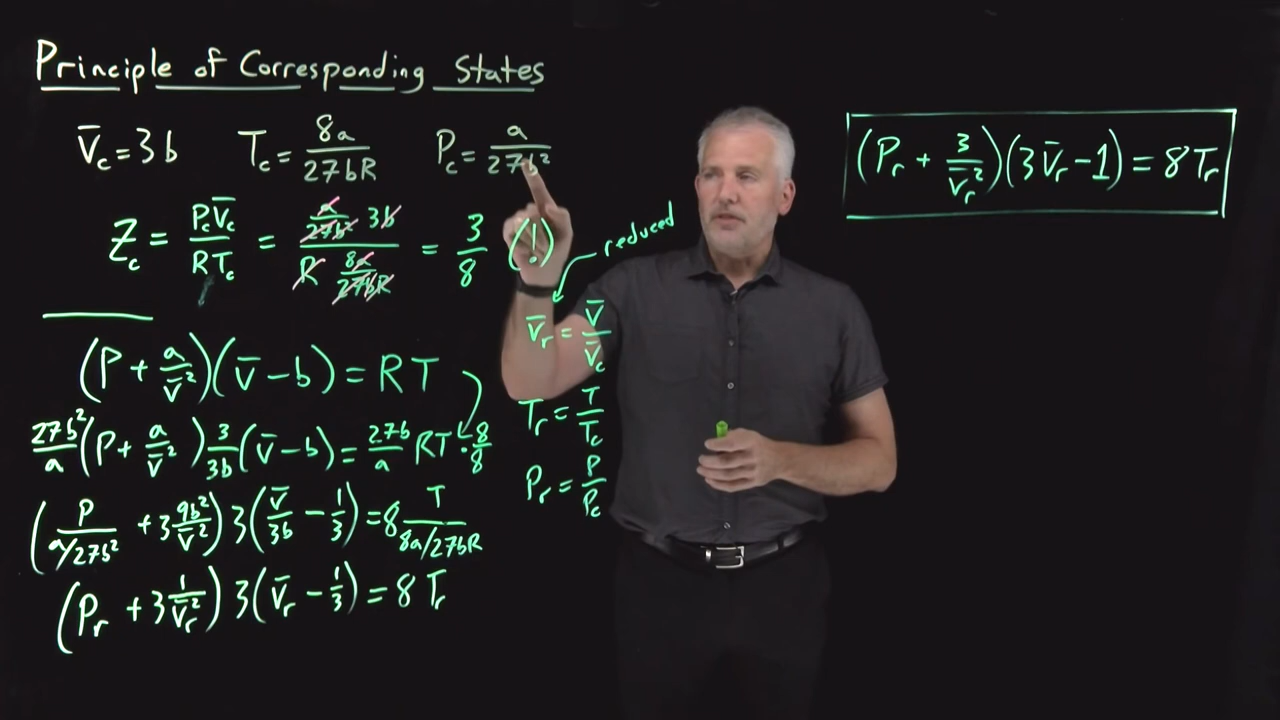 Principle of Corresponding States
V̄c = 3b   Tc = 8a/27bR   Pc = a/27b²
Zc = PcV̄c/RTc = (a/27b² 3b)/(R 8a/27bR) = 3/8 (!)
(P + a/v̄²)(v̄ − b) = RT
27b²/a (P + a/v̄²) 3/3b (v̄ − b) = 27b/a RT · 8/8
(P/(a/27b²) + 3 9b²/v̄²) 3(v̄/3b − 1/3) = 8 T/(8a/27bR)
(Pr + 3 1/v̄r²) 3(v̄r − 1/3) = 8 Tr
reduced
v̄r = v̄/v̄c
Tr = T/Tc
Pr = P/Pc
(Pr + 3/v̄r²)(3v̄r − 1) = 8Tr